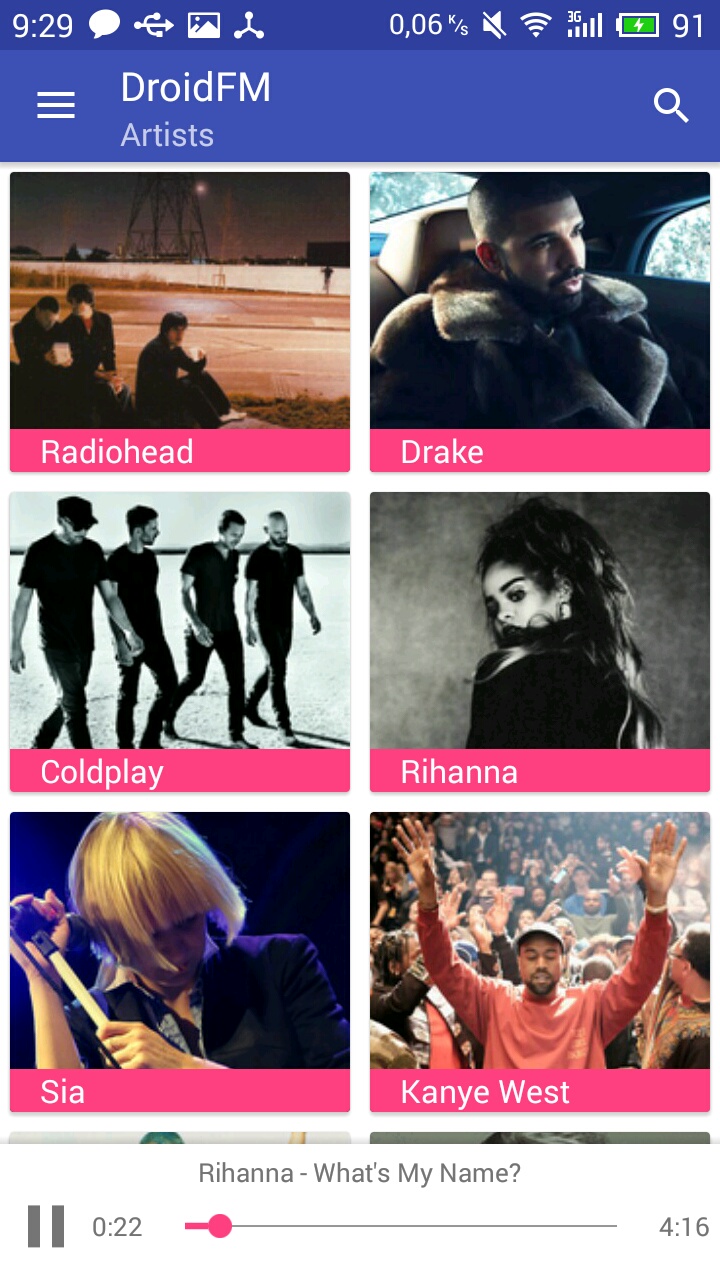 9:29 0,06 K/s 3G 91
DroidFM
Artists
Radiohead Drake
Coldplay Rihanna
Sia Kanye West
Rihanna - What's My Name?
0:22 4:16